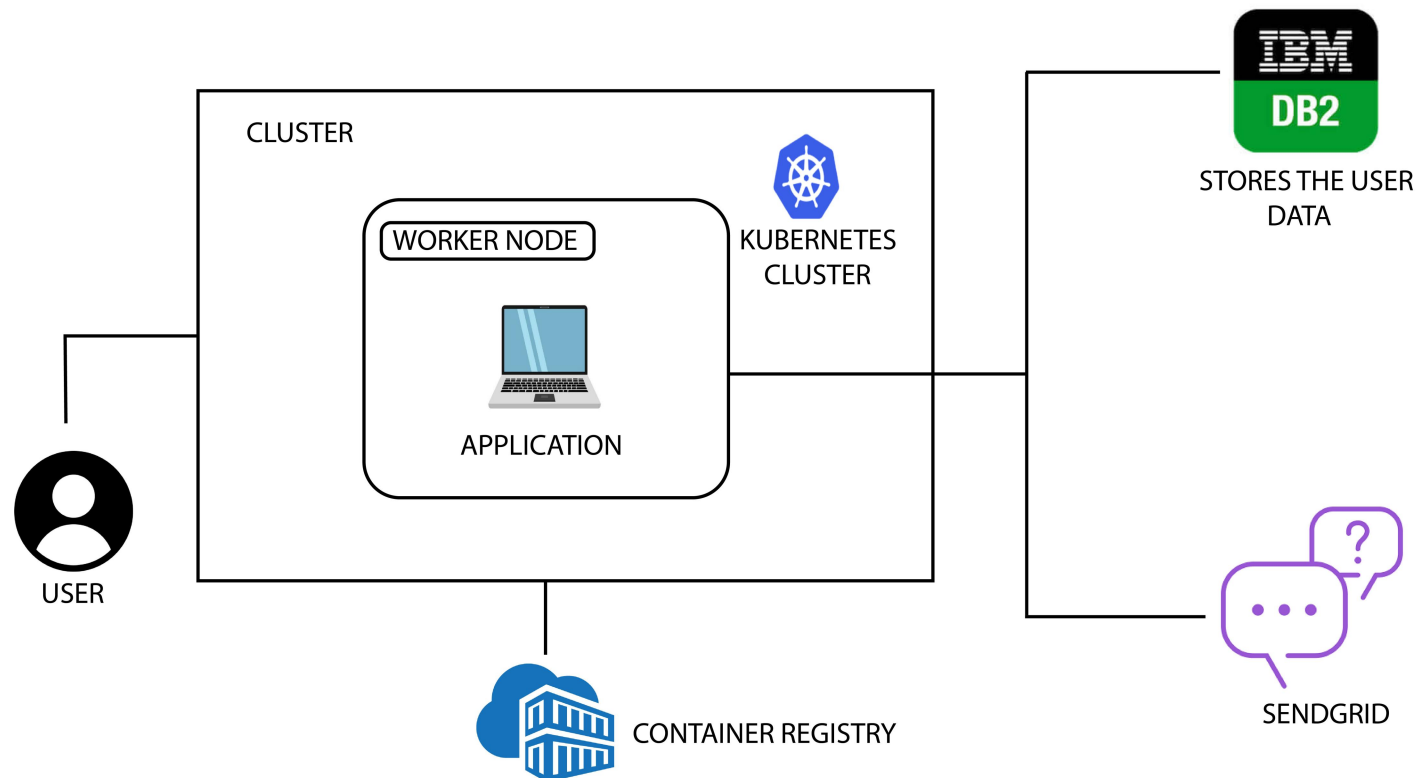 IBM
DB2
STORES THE USER
DATA
CLUSTER
KUBERNETES
CLUSTER
WORKER NODE
APPLICATION
USER
CONTAINER REGISTRY
?
SENDGRID